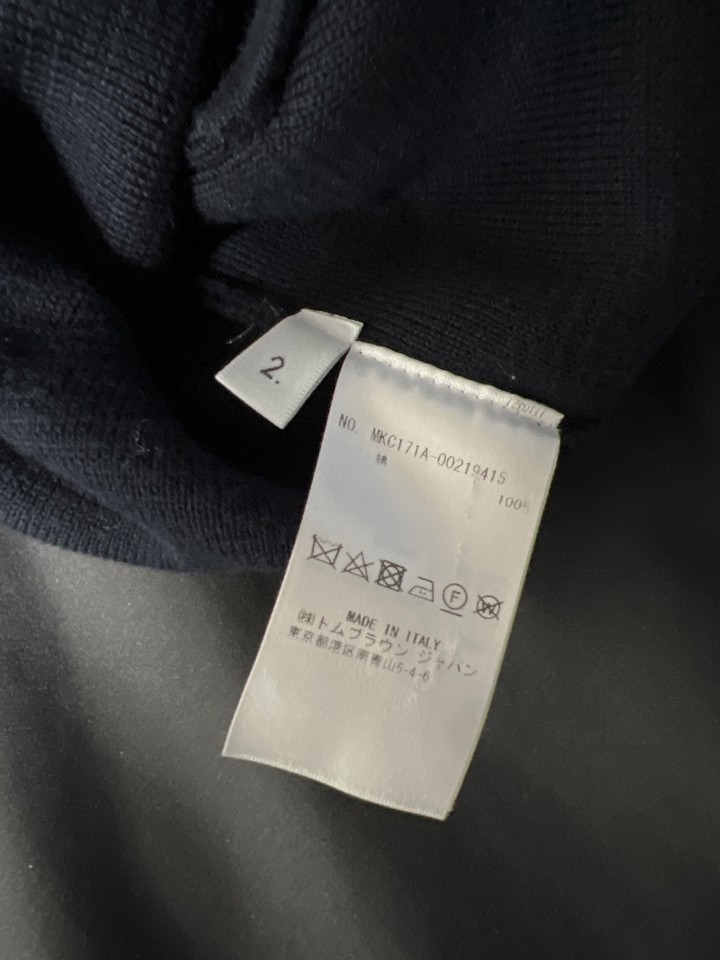 2.
NO. MKC171A-00219415
綿
100%
F
W
MADE IN ITALY
㈱トムブラウン ジャパン
東京都港区南青山5-4-6